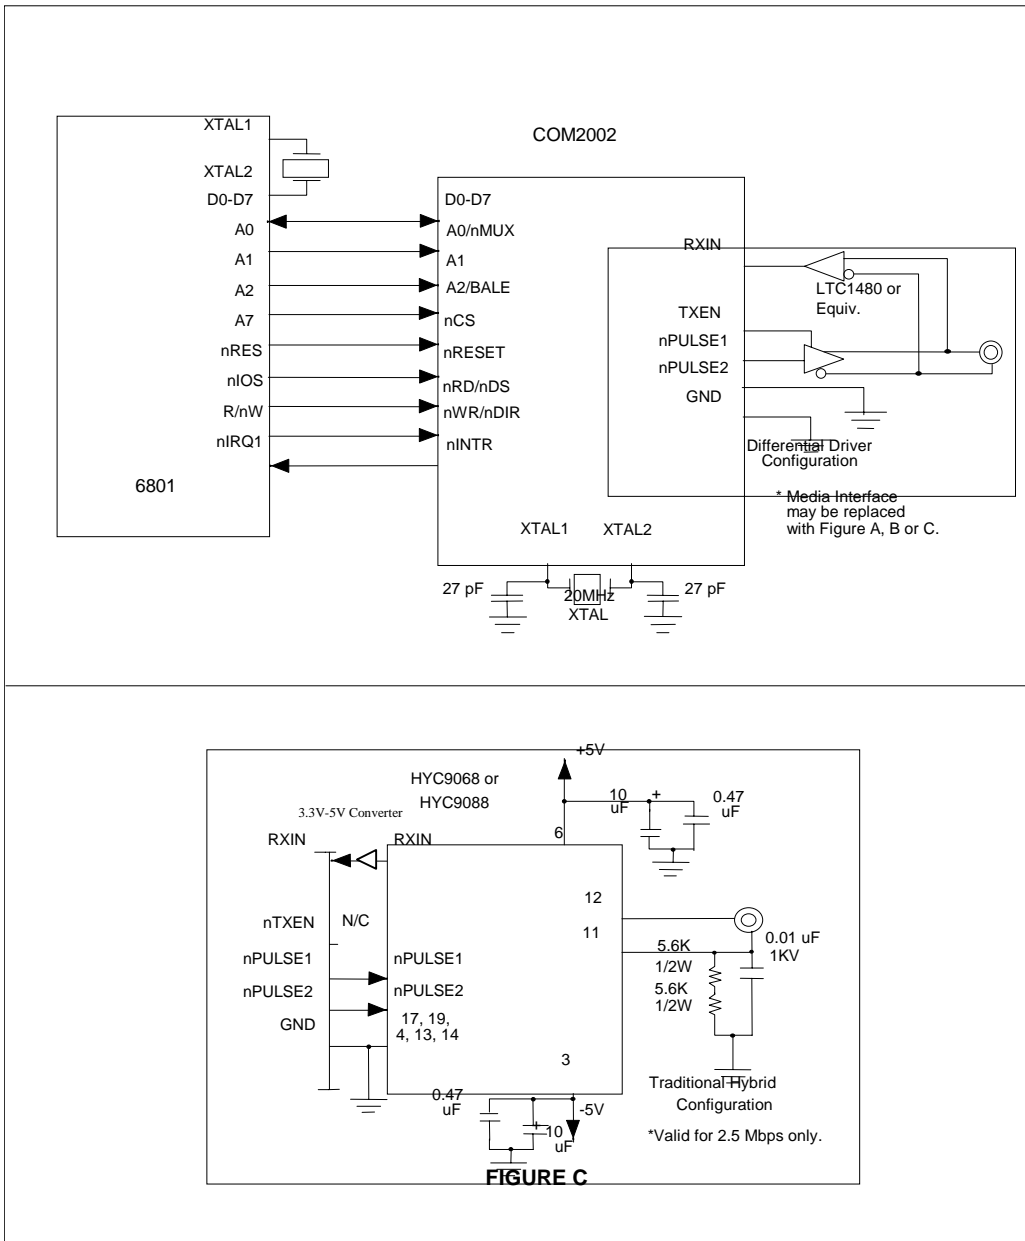 COM2002
XTAL1
XTAL2
D0-D7
A0
A1
A2
A7
nRES
nIOS
R/nW
nIRQ1
6801
D0-D7
A0/nMUX
A1
A2/BALE
nCS
nRESET
nRD/nDS
nWR/nDIR
nINTR
RXIN
TXEN
nPULSE1
nPULSE2
GND
LTC1480 or
Equiv.
Differential Driver
Configuration
* Media Interface
may be replaced
with Figure A, B or C.
XTAL1
XTAL2
27 pF
20MHz
XTAL
27 pF
+5V
HYC9068 or
HYC9088
10
uF
+
0.47
uF
3.3V-5V Converter
6
RXIN
RXIN
nTXEN
N/C
nPULSE1
nPULSE1
nPULSE2
nPULSE2
GND
17, 19,
4, 13, 14
12
11
0.01 uF
1KV
5.6K
1/2W
5.6K
1/2W
3
0.47
uF
+
10
uF
-5V
Traditional Hybrid
Configuration
*Valid for 2.5 Mbps only.
FIGURE C